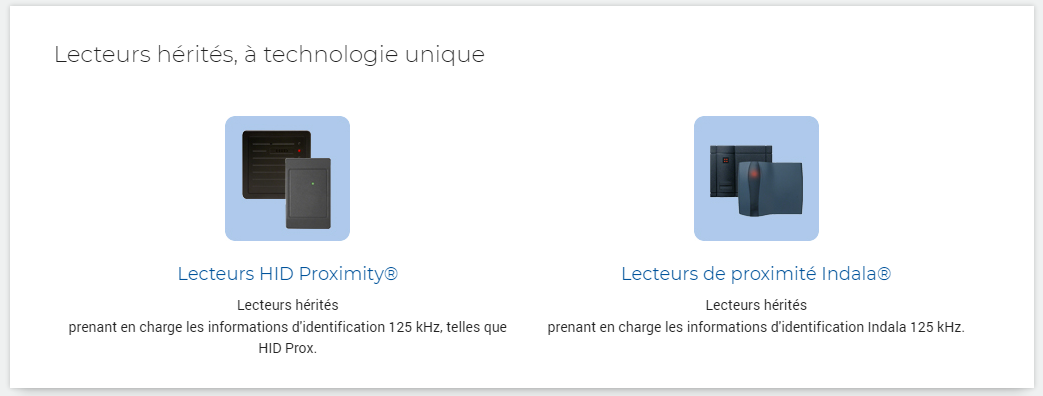 Lecteurs hérités, à technologie unique
Lecteurs HID Proximity®
Lecteurs hérités
prenant en charge les informations d'identification 125 kHz, telles que
HID Prox.
Lecteurs de proximité Indala®
Lecteurs hérités
prenant en charge les informations d'identification Indala 125 kHz.